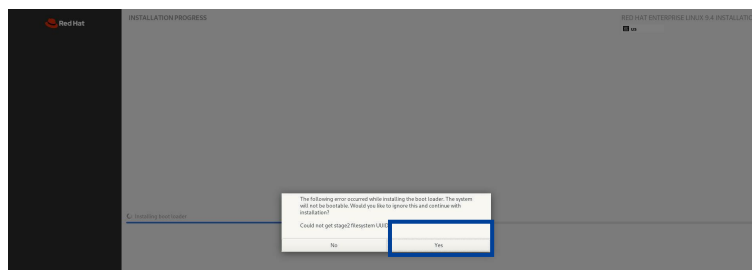 Red Hat
INSTALLATION PROGRESS
RED HAT ENTERPRISE LINUX 9.4 INSTALLATIO
us
The following error occurred while installing the boot loader. The system
will not be bootable. Would you like to ignore this and continue with
installation?
Could not get stage2 filesystem UUID
Installing boot loader
No
Yes